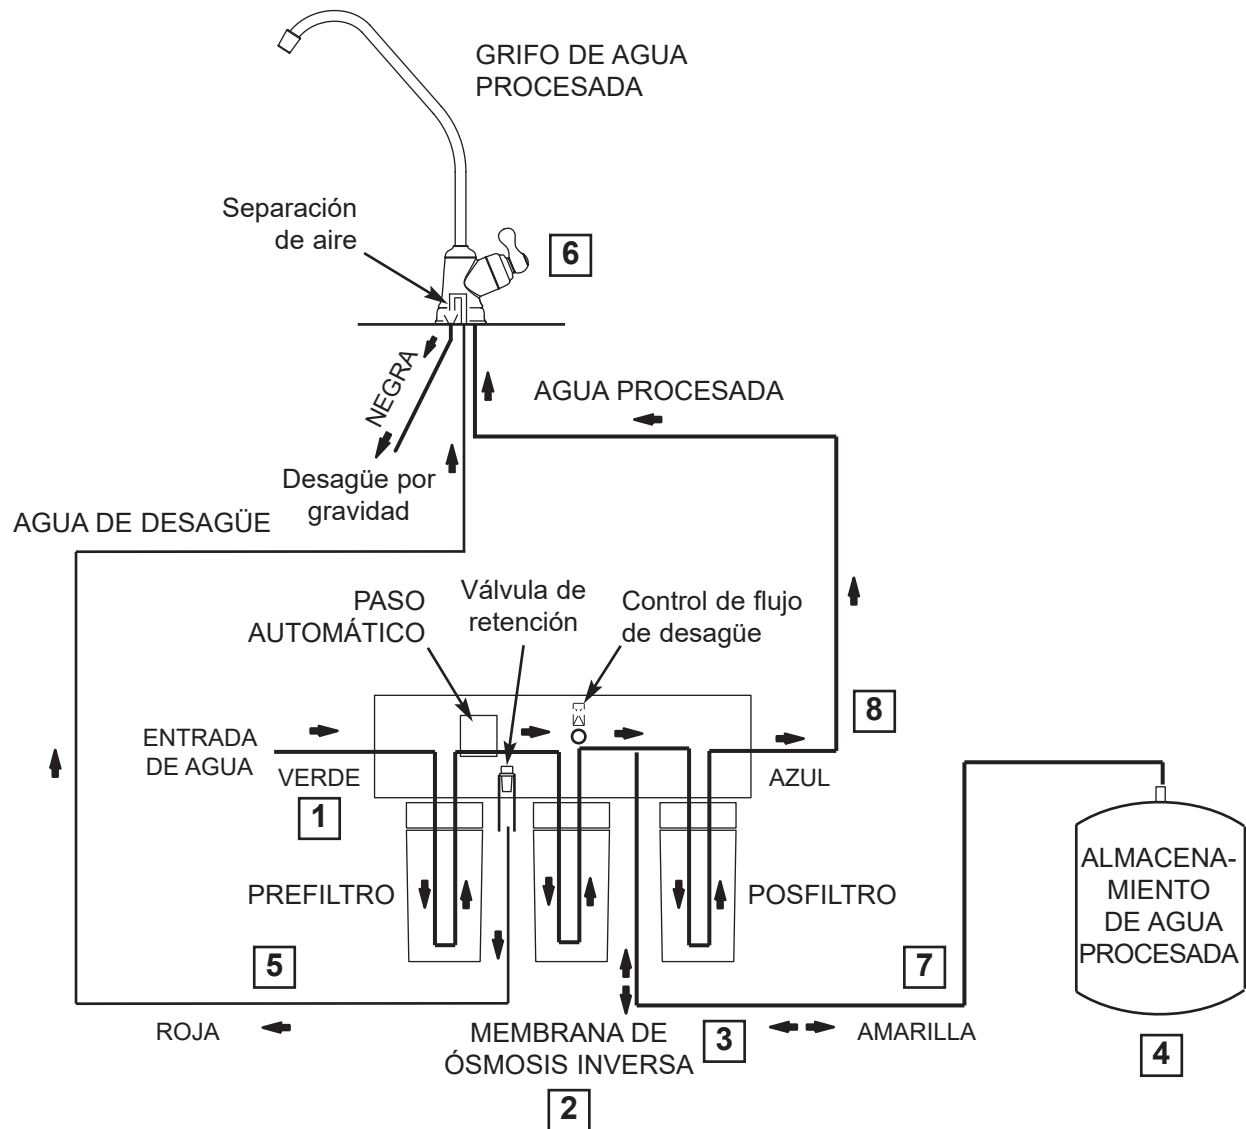 GRIFO DE AGUA
PROCESADA
Separación
de aire
6
NEGRA
AGUA PROCESADA
Desagüe por
gravidad
AGUA DE DESAGÜE
PASO
AUTOMÁTICO
Válvula de
retención
Control de flujo
de desagüe
8
ENTRADA
DE AGUA
VERDE
1
AZUL
PREFILTRO
POSFILTRO
ALMACENA-
MIENTO
DE AGUA
PROCESADA
5
7
ROJA
MEMBRANA DE
ÓSMOSIS INVERSA
3
AMARILLA
4
2